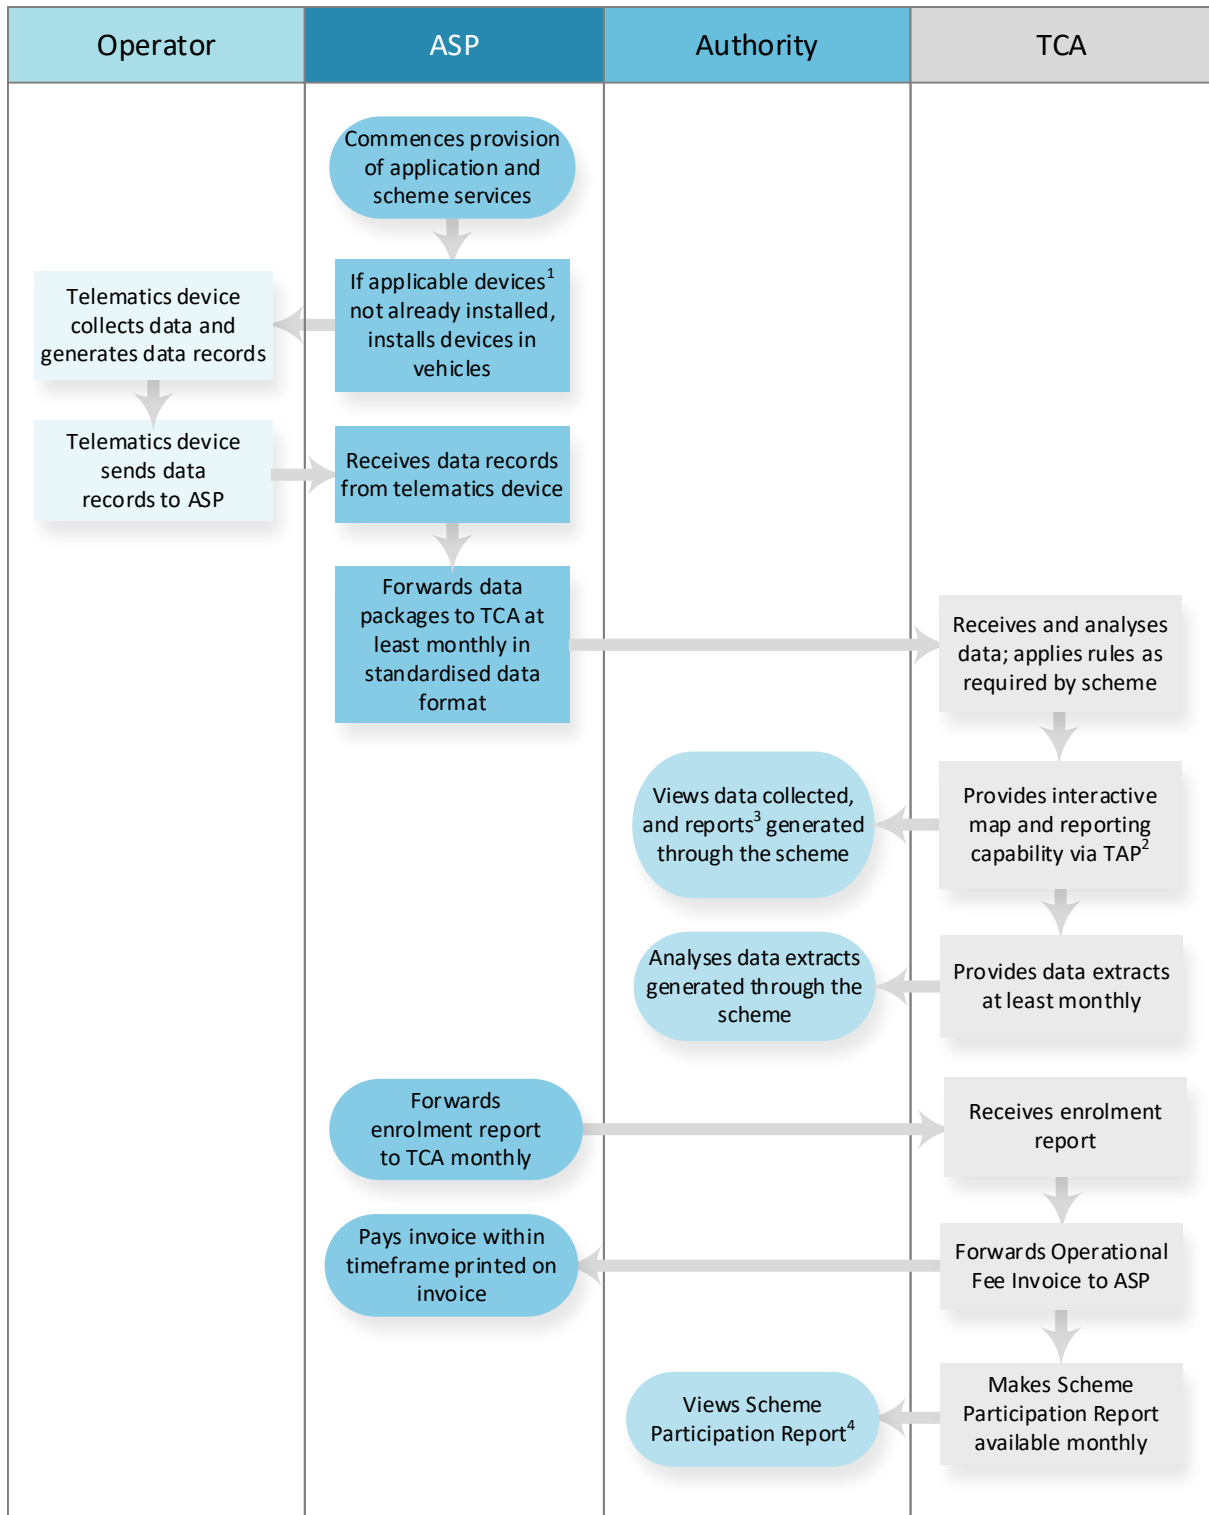 Operator
ASP
Authority
TCA
Commences provision
of application and
scheme services
If applicable devices¹
not already installed,
installs devices in
vehicles
Telematics device
collects data and
generates data records
Telematics device
sends data
records to ASP
Receives data records
from telematics device
Forwards data
packages to TCA at
least monthly in
standardised data
format
Receives and analyses
data; applies rules as
required by scheme
Provides interactive
map and reporting
capability via TAP²
Views data collected,
and reports³ generated
through the scheme
Provides data extracts
at least monthly
Analyses data extracts
generated through the
scheme
Forwards
enrolment report
to TCA monthly
Receives enrolment
report
Forwards Operational
Fee Invoice to ASP
Pays invoice within
timeframe printed on
invoice
Makes Scheme
Participation Report
available monthly
Views Scheme
Participation Report⁴